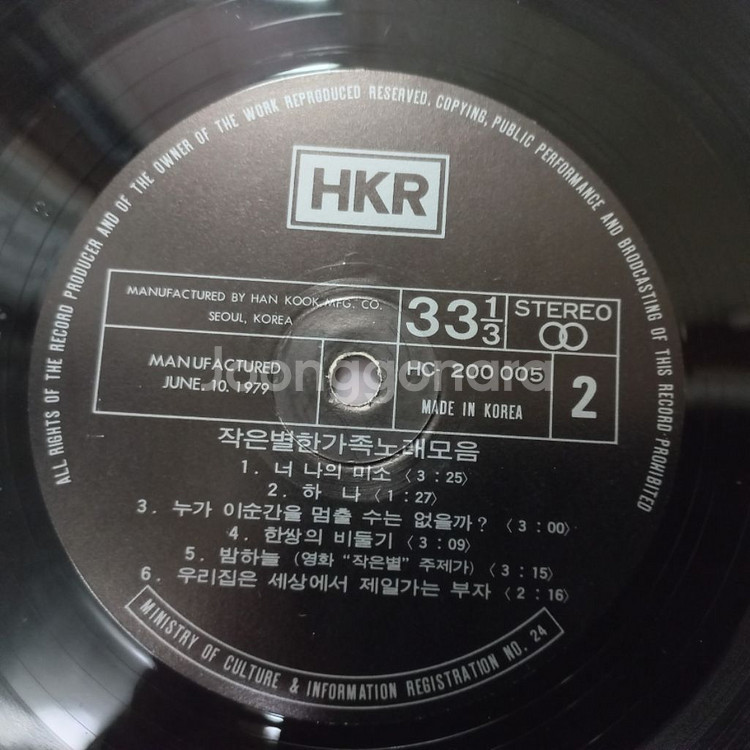 ALL RIGHTS OF THE RECORD PRODUCER AND OF THE OWNER OF THE WORK REPRODUCED RESERVED, COPYING, PUBLIC PERFORMANCE AND BRODCASTING OF THIS RECORD PROHIBITED
HKR
MANUFACTURED BY HAN KOOK MFG. CO.
SEOUL, KOREA
33 1/3
STEREO
MANUFACTURED
JUNE. 10. 1979
HC- 200 005
MADE IN KOREA
2
Joonggonara
작은별한가족노래모음
1. 너 나의 미소 〈3 : 25〉
2. 하 나 〈1 : 27〉
3. 누가 이순간을 멈출 수는 없을까? 〈3 : 00〉
4. 한쌍의 비둘기 〈3 : 09〉
5. 밤하늘 (영화 “작은별” 주제가) 〈3 : 15〉
6. 우리집은 세상에서 제일가는 부자 〈2 : 16〉
MINISTRY OF CULTURE & INFORMATION REGISTRATION NO. 24